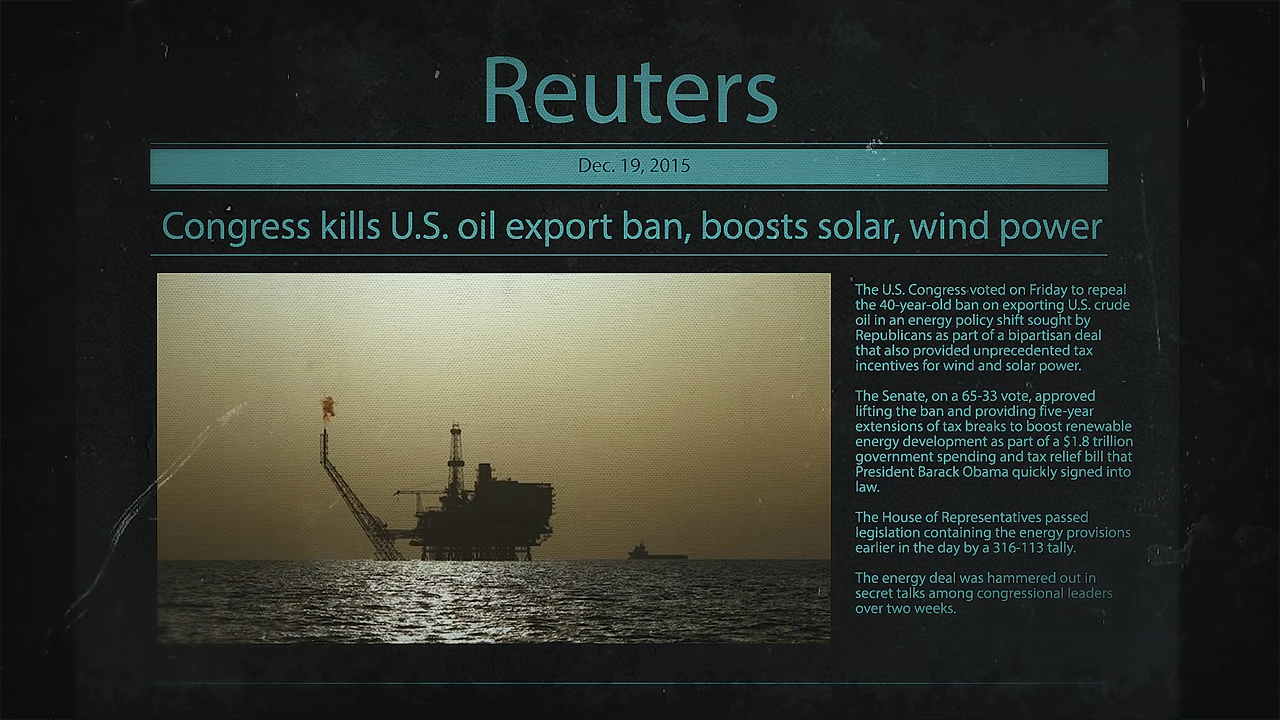 Reuters
Dec. 19, 2015
Congress kills U.S. oil export ban, boosts solar, wind power
The U.S. Congress voted on Friday to repeal
the 40-year-old ban on exporting U.S. crude
oil in an energy policy shift sought by
Republicans as part of a bipartisan deal
that also provided unprecedented tax
incentives for wind and solar power.
The Senate, on a 65-33 vote, approved
lifting the ban and providing five-year
extensions of tax breaks to boost renewable
energy development as part of a $1.8 trillion
government spending and tax relief bill that
President Barack Obama quickly signed into
law.
The House of Representatives passed
legislation containing the energy provisions
earlier in the day by a 316-113 tally.
The energy deal was hammered out in
secret talks among congressional leaders
over two weeks.